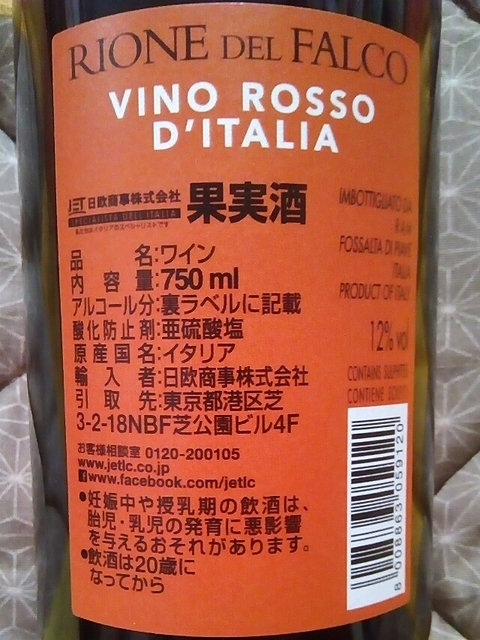 RIONE DEL FALCO
VINO ROSSO
D'ITALIA
JET 日欧商事株式会社
SPECIALISTA DELL'ITALIA
果実酒
品 名:ワイン
内 容 量:750 ml
アルコール分:裏ラベルに記載
酸化防止剤:亜硫酸塩
原産国名:イタリア
輸 入 者:日欧商事株式会社
引 取 先:東京都港区芝
3-2-18NBF芝公園ビル4F
お客様相談室 0120-200105
www.jetlc.co.jp
www.facebook.com/jetlc
●妊娠中や授乳期の飲酒は、
胎児・乳児の発育に悪影響
を与えるおそれがあります。
●飲酒は20歳に
なってから
IMBOTTIGLIATO DA
FOSSALTA DI PIAVE
ITALIA
PRODUCT OF ITALY
12% vol
CONTAINS SULPHITES
CONTIENE SOLFITI
8 008863 059120